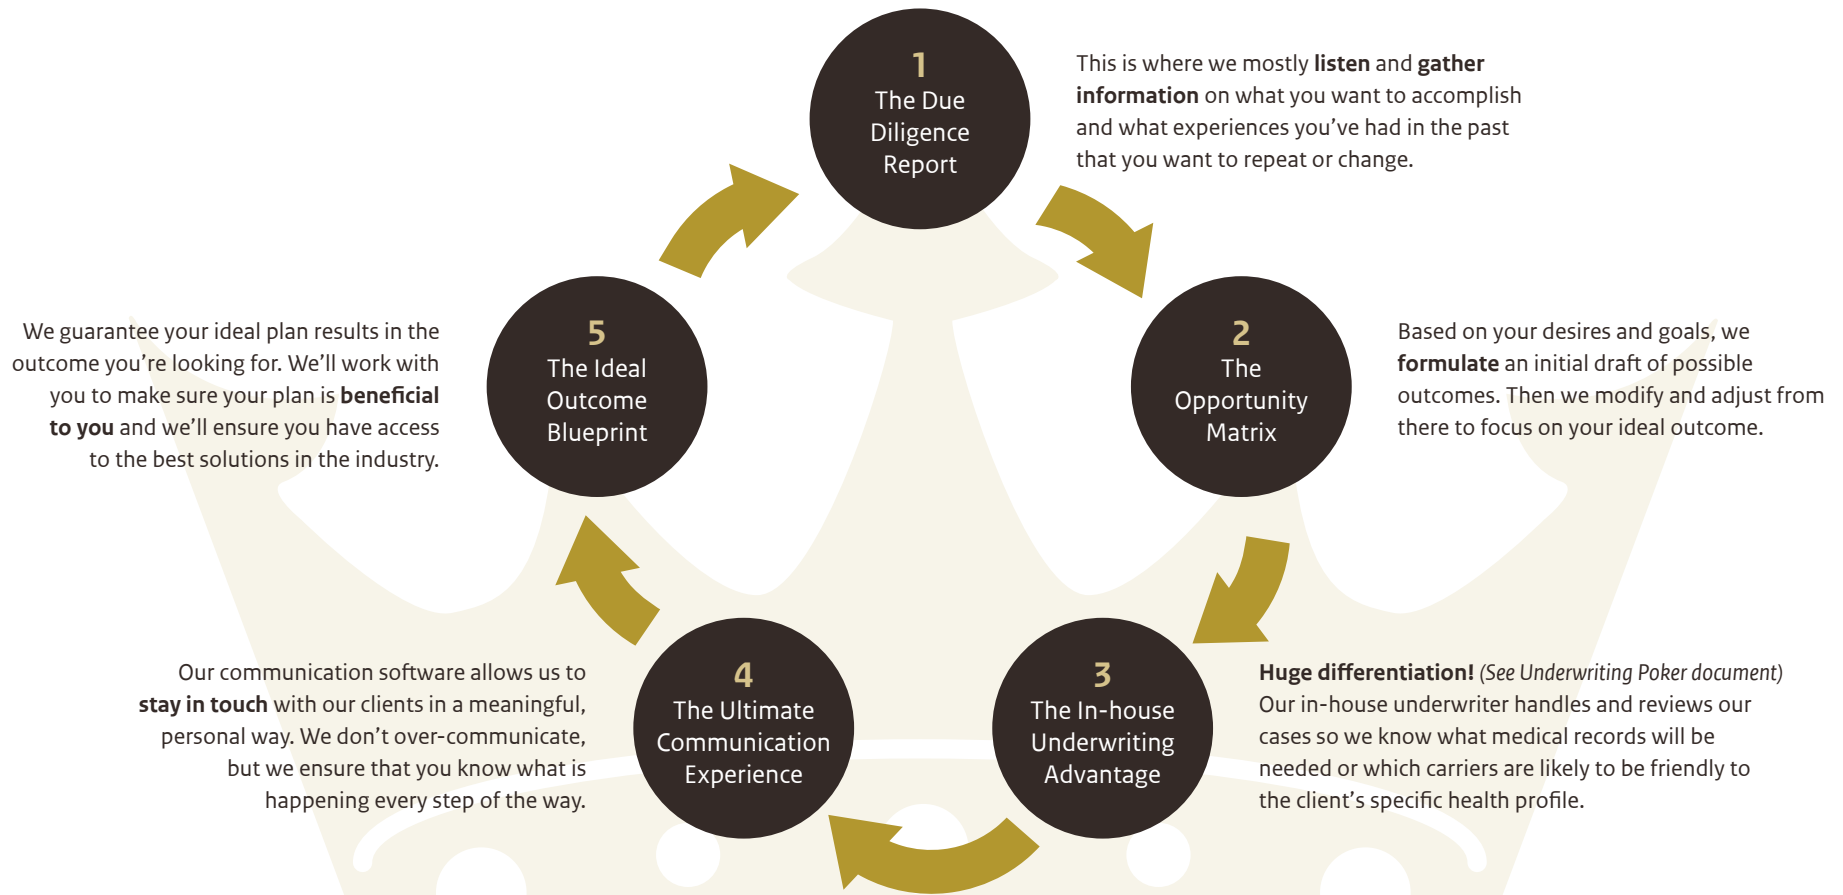 1
The Due
Diligence
Report
This is where we mostly listen and gather
information on what you want to accomplish
and what experiences you’ve had in the past
that you want to repeat or change.
2
The
Opportunity
Matrix
Based on your desires and goals, we
formulate an initial draft of possible
outcomes. Then we modify and adjust from
there to focus on your ideal outcome.
3
The In-house
Underwriting
Advantage
Huge differentiation! (See Underwriting Poker document)
Our in-house underwriter handles and reviews our
cases so we know what medical records will be
needed or which carriers are likely to be friendly to
the client’s specific health profile.
4
The Ultimate
Communication
Experience
Our communication software allows us to
stay in touch with our clients in a meaningful,
personal way. We don’t over-communicate,
but we ensure that you know what is
happening every step of the way.
5
The Ideal
Outcome
Blueprint
We guarantee your ideal plan results in the
outcome you’re looking for. We’ll work with
you to make sure your plan is beneficial
to you and we’ll ensure you have access
to the best solutions in the industry.